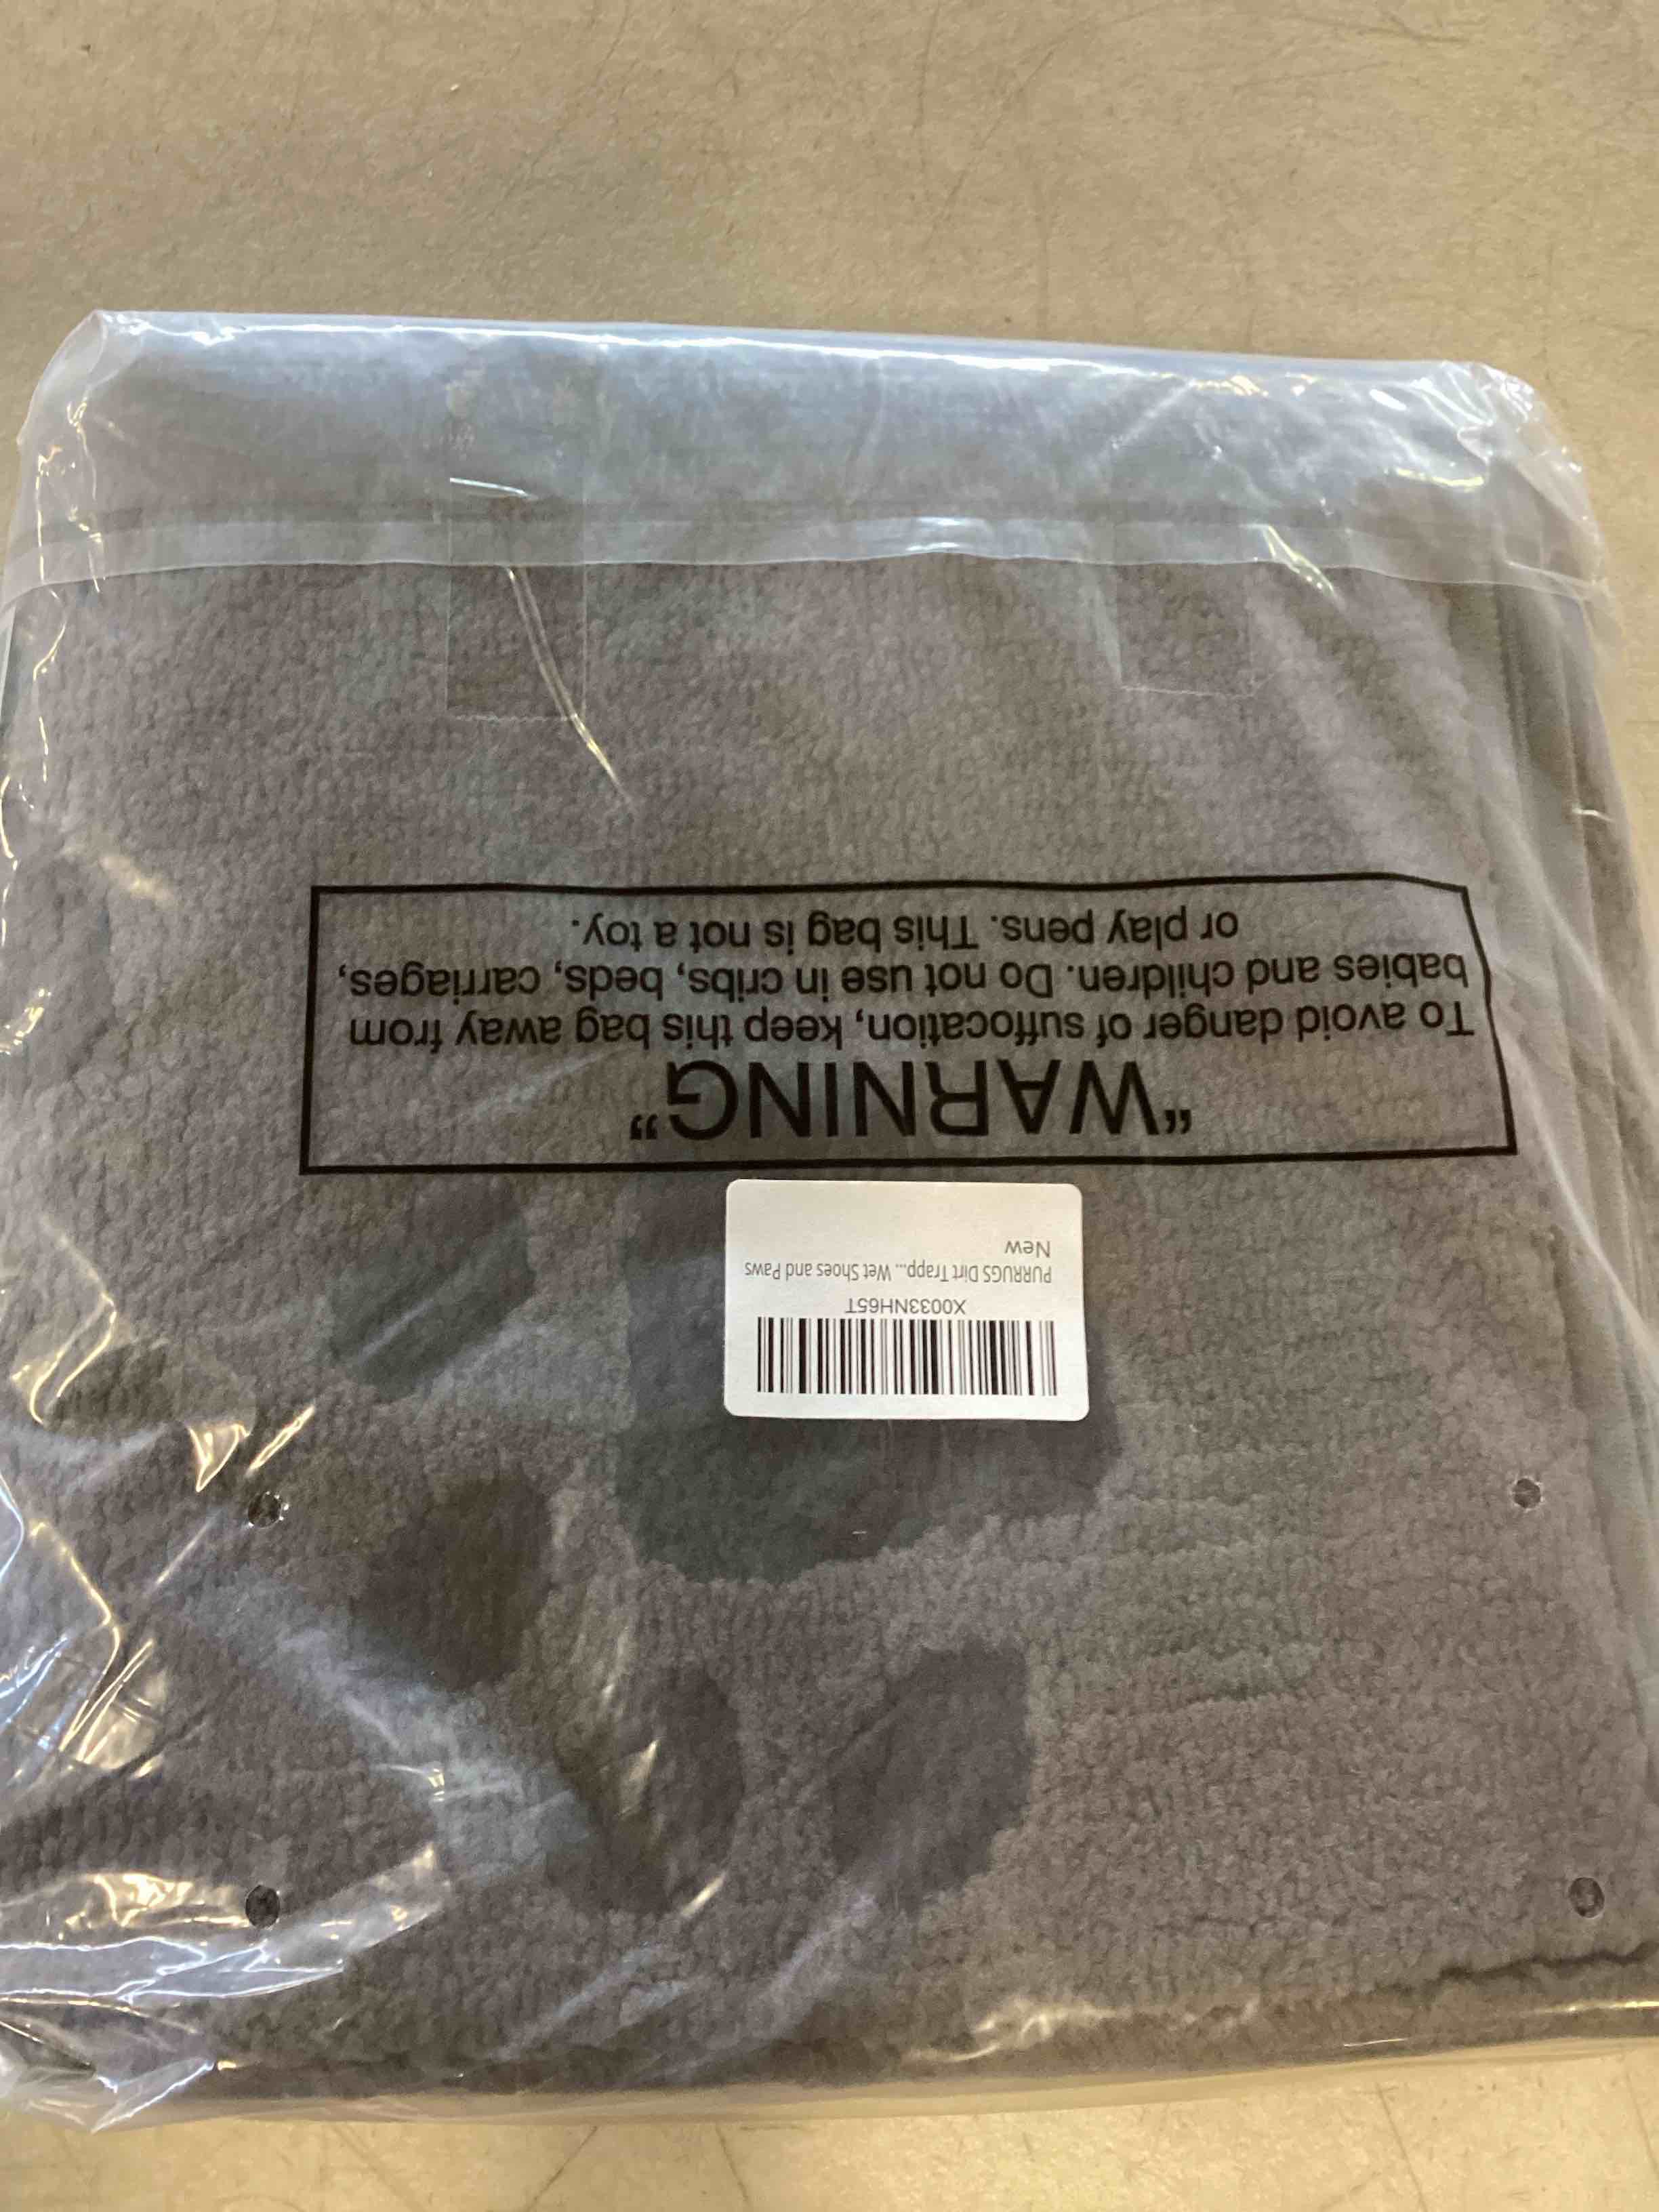 “WARNING”
To avoid danger of suffocation, keep this bag away from
babies and children. Do not use in cribs, beds, carriages,
or play pens. This bag is not a toy.
X0033NH65T
PURRUGS Dirt Trapp...Wet Shoes and Paws
New